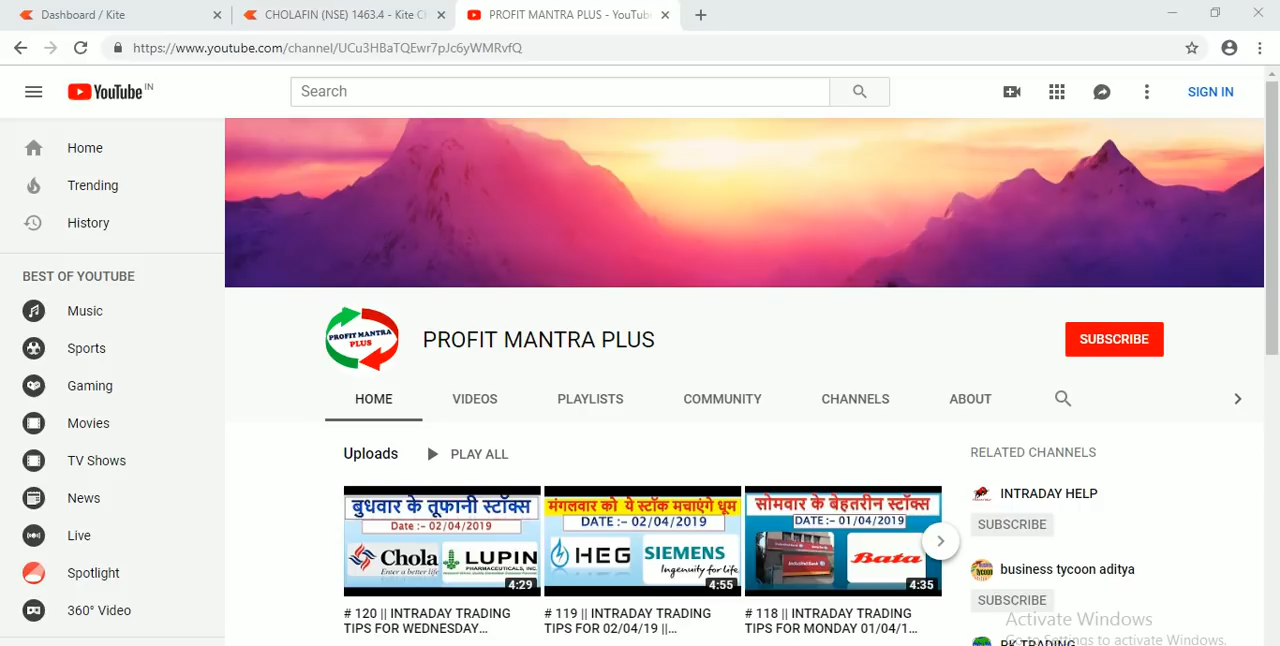 Dashboard / Kite
CHOLAFIN (NSE) 1463.4 - Kite C
PROFIT MANTRA PLUS - YouTub
https://www.youtube.com/channel/UCu3HBaTQEwr7pJc6yWMRvfQ
YouTube IN
Search
SIGN IN
Home
Trending
History
BEST OF YOUTUBE
Music
Sports
Gaming
Movies
TV Shows
News
Live
Spotlight
360° Video
PROFIT MANTRA
PLUS
PROFIT MANTRA PLUS
SUBSCRIBE
HOME
VIDEOS
PLAYLISTS
COMMUNITY
CHANNELS
ABOUT
Uploads
PLAY ALL
बुधवार के तूफानी स्टॉक्स
Date :- 02/04/2019
Chola
Enter a better life
LUPIN
PHARMACEUTICALS, INC.
4:29
# 120 || INTRADAY TRADING
TIPS FOR WEDNESDAY...
मंगलवार को ये स्टॉक मचाएंगे धूम
DATE :- 02/04/2019
HEG
SIEMENS
Ingenuity for life
4:55
# 119 || INTRADAY TRADING
TIPS FOR 02/04/19 ||...
सोमवार के बेहतरीन स्टॉक्स
DATE :- 01/04/2019
Bata
4:35
# 118 || INTRADAY TRADING
TIPS FOR MONDAY 01/04/1...
RELATED CHANNELS
INTRADAY HELP
SUBSCRIBE
business tycoon aditya
SUBSCRIBE
Activate Windows
Go to Settings to activate Windows.
RK TRADING